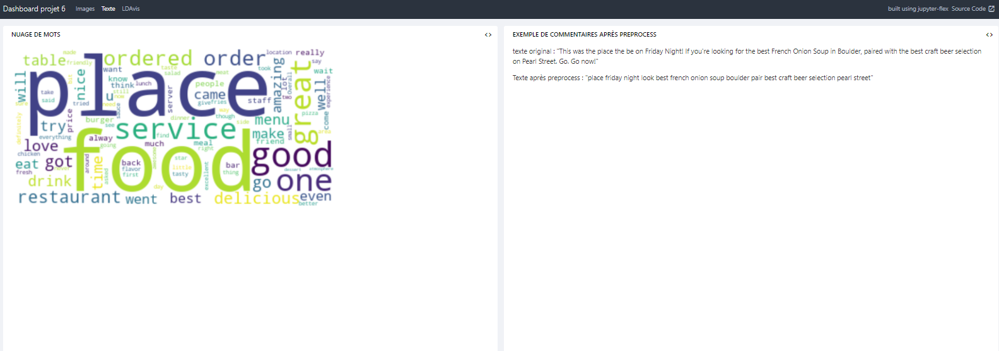 Dashboard projet 6 Images Texte LDAvis built using jupyter-flex Source Code
NUAGE DE MOTS
made location really
table friendly ordered order took say
want taste salad meat wait
will place nice know think lunch people amazing lot great well experience
take said tried u still now need server came give fries staff two overall
sure bit sauce way pizza come
definitely try price burger see dinner though side menu small area
everything service find make
love alway going much meal right friend
chicken food good
eat got around back flavor first awesome star little tasty bar thing dessert atmosphere
fresh never time asked excellent go one
drink day
restaurant went best delicious even
better
EXEMPLE DE COMMENTAIRES APRÈS PREPROCESS
texte original : "This was the place the be on Friday Night! If you're looking for the best French Onion Soup in Boulder, paired with the best craft beer selection
on Pearl Street. Go. Go now!"
Texte après preprocess : "place friday night look best french onion soup boulder pair best craft beer selection pearl street"